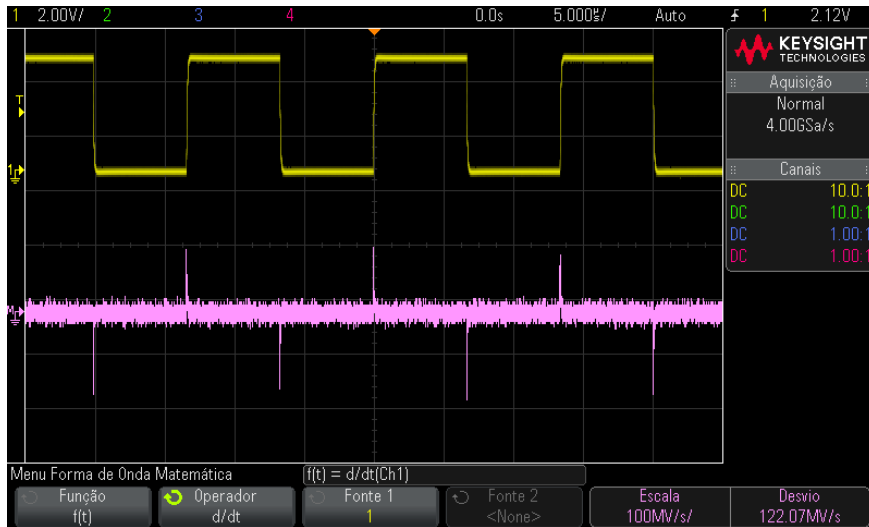 1 2.00V/ 2 3 4 0.0s 5.000µs/ Auto 1 2.12V
KEYSIGHT
TECHNOLOGIES
Aquisição
Normal
4.00GSa/s
Canais
DC 10.0:1
DC 10.0:1
DC 1.00:1
DC 1.00:1
T
1
M
Menu Forma de Onda Matemática f(t) = d/dt(Ch1)
Função Operador Fonte 1 Fonte 2 Escala Desvio
f(t) d/dt 1 <None> 100MV/s/ 122.07MV/s